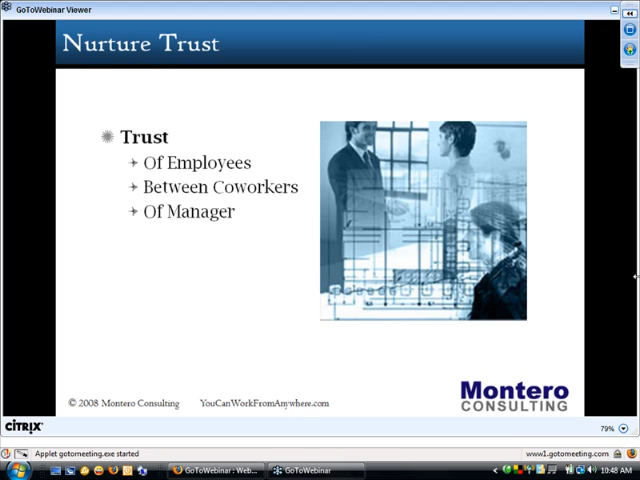 GoToWebinar Viewer
Nurture Trust
Trust
Of Employees
Between Coworkers
Of Manager
© 2008 Montero Consulting YouCanWorkFromAnywhere.com
Montero
CONSULTING
CITRIX
79%
Applet gotomeeting.exe started
www1.gotomeeting.com
GoToWebinar : Web...
GoToWebinar
10:48 AM